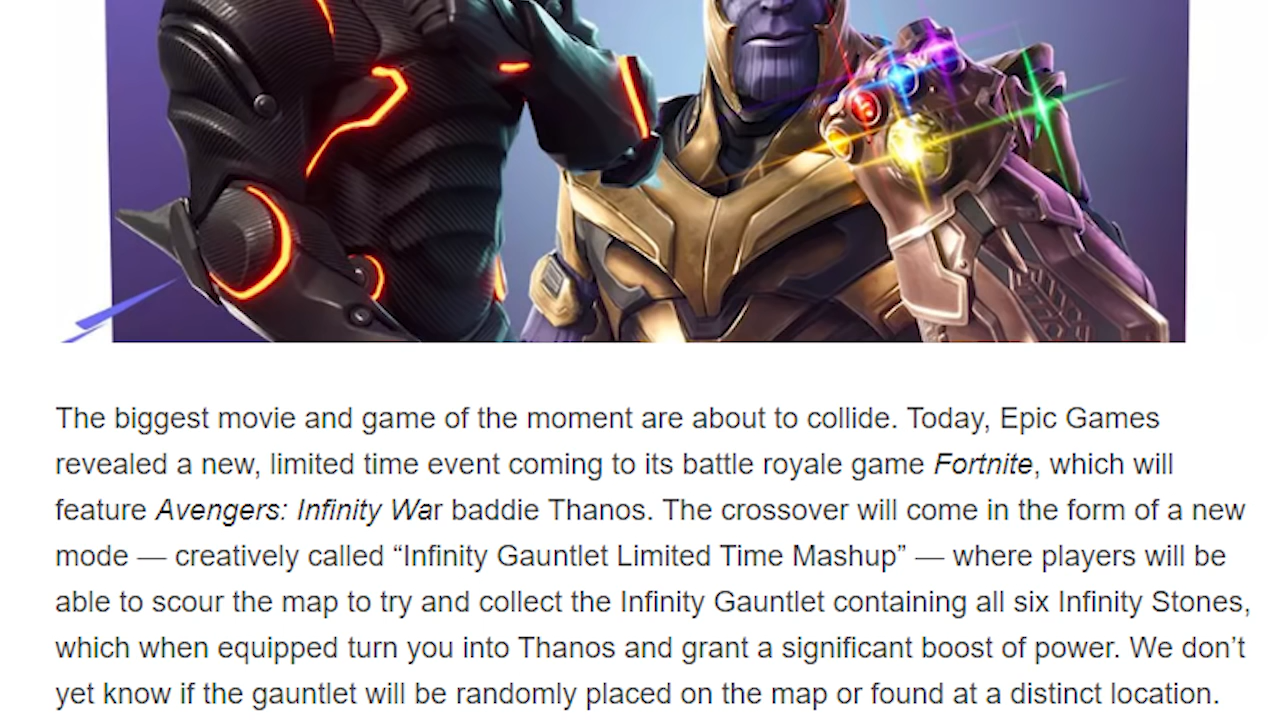 The biggest movie and game of the moment are about to collide. Today, Epic Games
revealed a new, limited time event coming to its battle royale game Fortnite, which will
feature Avengers: Infinity War baddie Thanos. The crossover will come in the form of a new
mode — creatively called “Infinity Gauntlet Limited Time Mashup” — where players will be
able to scour the map to try and collect the Infinity Gauntlet containing all six Infinity Stones,
which when equipped turn you into Thanos and grant a significant boost of power. We don’t
yet know if the gauntlet will be randomly placed on the map or found at a distinct location.